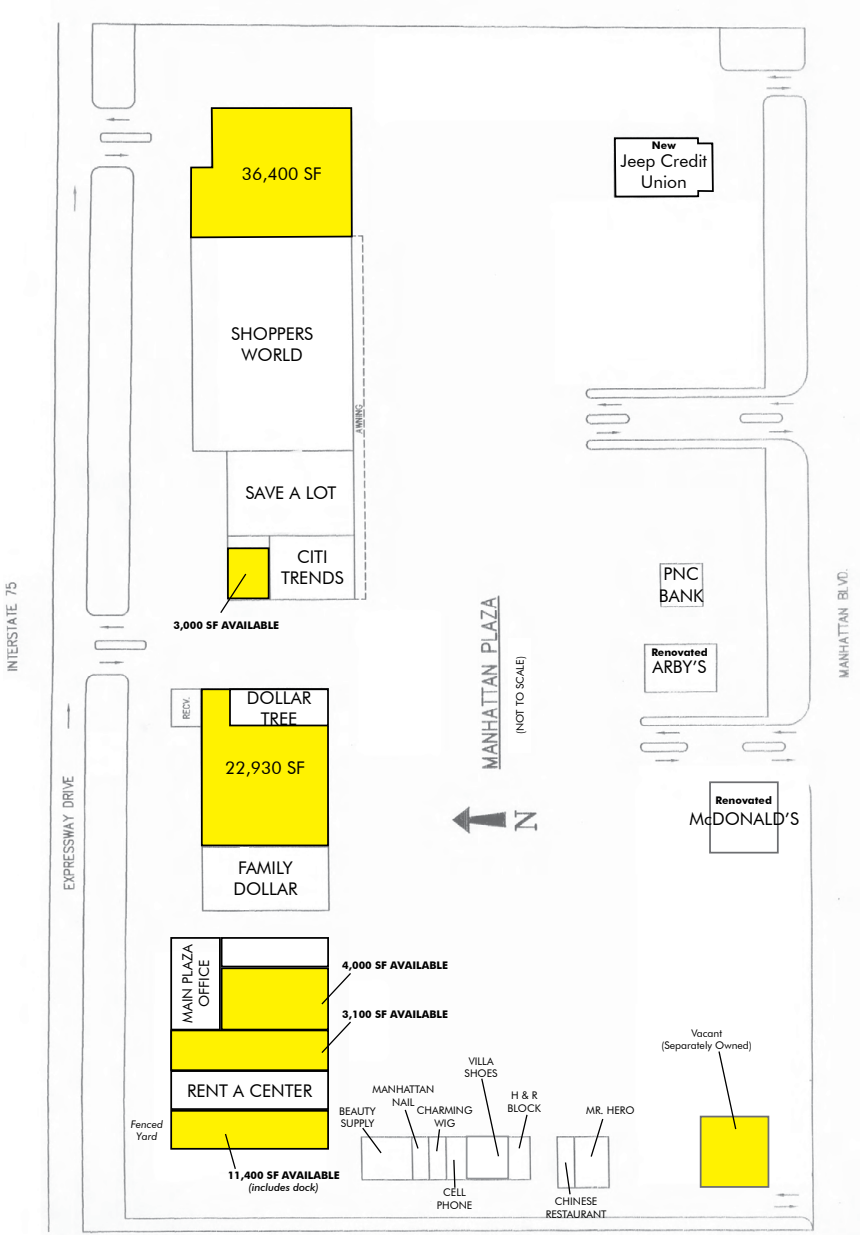 New
Jeep Credit
Union
36,400 SF
SHOPPERS
WORLD
AWNING
SAVE A LOT
CITI
TRENDS
3,000 SF AVAILABLE
INTERSTATE 75
MANHATTAN BLVD.
PNC
BANK
Renovated
ARBY'S
MANHATTAN PLAZA
(NOT TO SCALE)
RECV.
DOLLAR
TREE
22,930 SF
EXPRESSWAY DRIVE
Renovated
McDONALD'S
N
FAMILY
DOLLAR
MAIN PLAZA
OFFICE
4,000 SF AVAILABLE
3,100 SF AVAILABLE
Vacant
(Separately Owned)
RENT A CENTER
VILLA
SHOES
MANHATTAN
NAIL
H & R
BLOCK
BEAUTY
SUPPLY
CHARMING
WIG
MR. HERO
Fenced
Yard
11,400 SF AVAILABLE
(includes dock)
CELL
PHONE
CHINESE
RESTAURANT